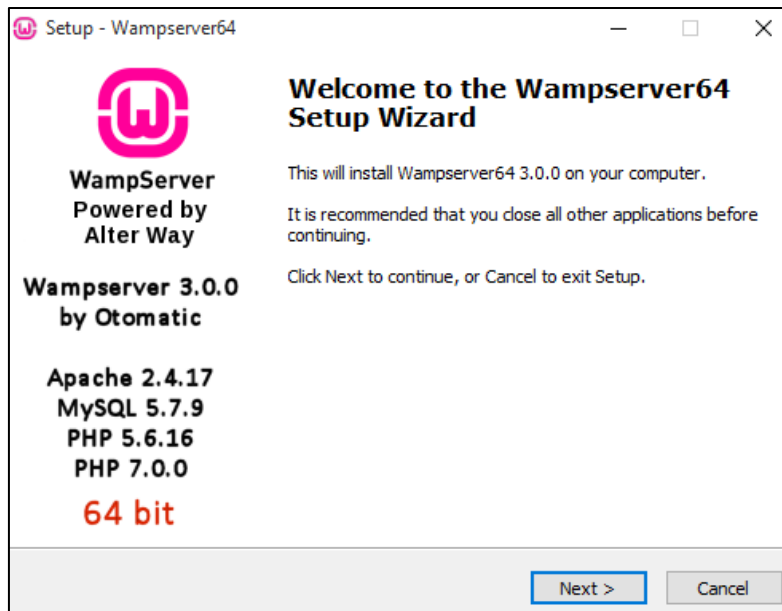 Setup - Wampserver64
WampServer
Powered by
Alter Way
Wampserver 3.0.0
by Otomatic
Apache 2.4.17
MySQL 5.7.9
PHP 5.6.16
PHP 7.0.0
64 bit
Welcome to the Wampserver64
Setup Wizard
This will install Wampserver64 3.0.0 on your computer.
It is recommended that you close all other applications before
continuing.
Click Next to continue, or Cancel to exit Setup.
Next >
Cancel